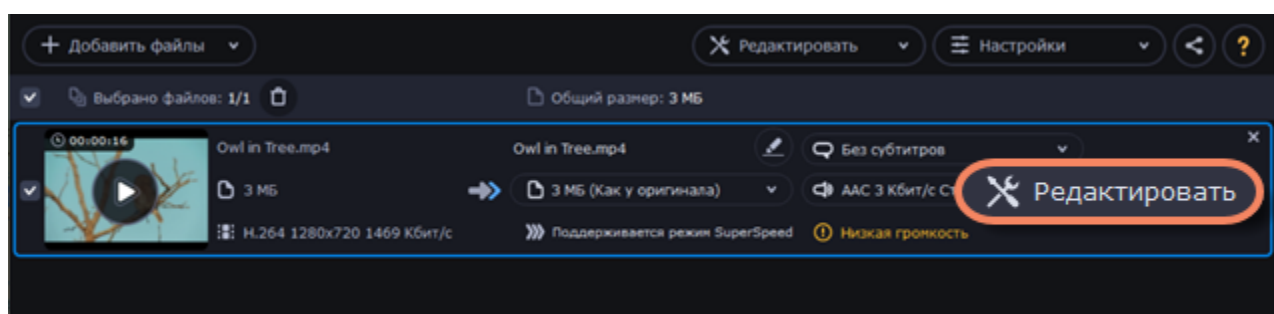 + Добавить файлы
Редактировать
Настройки
?
Выбрано файлов: 1/1
Общий размер: 3 МБ
00:00:16
Owl in Tree.mp4
Owl in Tree.mp4
Без субтитров
3 МБ
3 МБ (Как у оригинала)
AAC 3 Кбит/с
Редактировать
H.264 1280x720 1469 Кбит/с
Поддерживается режим SuperSpeed
Низкая громкость